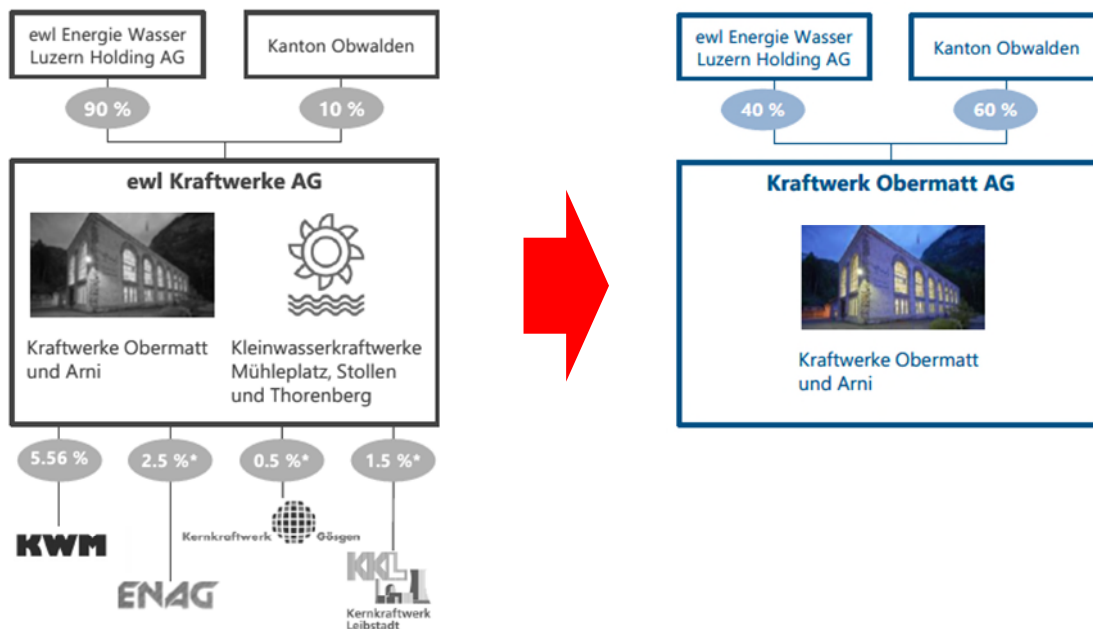 ewl Energie Wasser
Luzern Holding AG
Kanton Obwalden
90 %
10 %
ewl Kraftwerke AG
Kraftwerke Obermatt
und Arni
Kleinwasserkraftwerke
Mühleplatz, Stollen
und Thorenberg
5.56 %
2.5 %*
0.5 %*
1.5 %*
KWM
ENAG
Kernkraftwerk Gösgen
KKL
Kernkraftwerk
Leibstadt
ewl Energie Wasser
Luzern Holding AG
Kanton Obwalden
40 %
60 %
Kraftwerk Obermatt AG
Kraftwerke Obermatt
und Arni